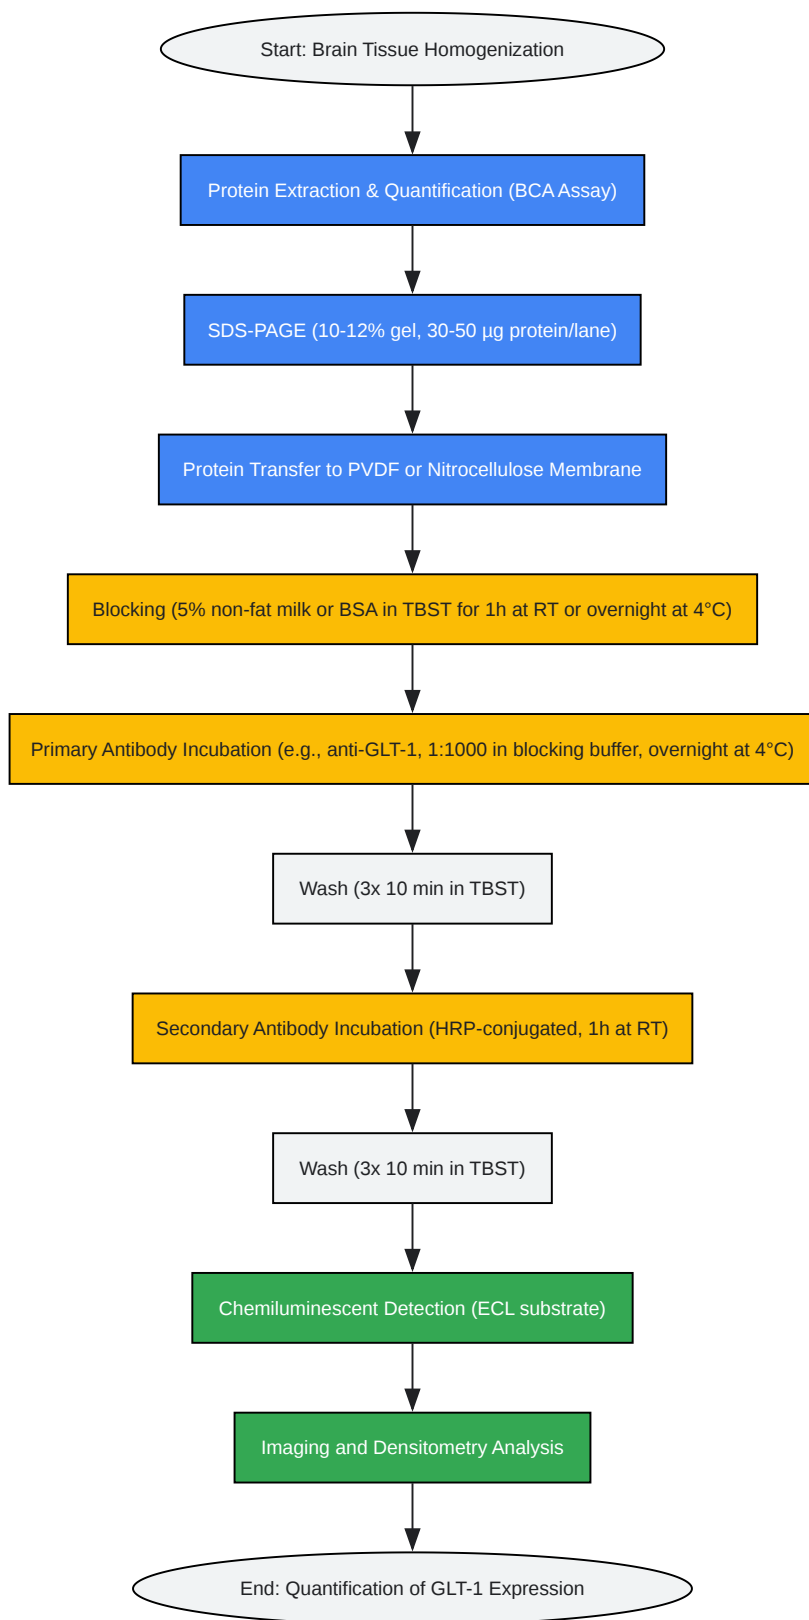 Start: Brain Tissue Homogenization
Protein Extraction & Quantification (BCA Assay)
SDS-PAGE (10-12% gel, 30-50 µg protein/lane)
Protein Transfer to PVDF or Nitrocellulose Membrane
Blocking (5% non-fat milk or BSA in TBST for 1h at RT or overnight at 4°C)
Primary Antibody Incubation (e.g., anti-GLT-1, 1:1000 in blocking buffer, overnight at 4°C)
Wash (3x 10 min in TBST)
Secondary Antibody Incubation (HRP-conjugated, 1h at RT)
Wash (3x 10 min in TBST)
Chemiluminescent Detection (ECL substrate)
Imaging and Densitometry Analysis
End: Quantification of GLT-1 Expression